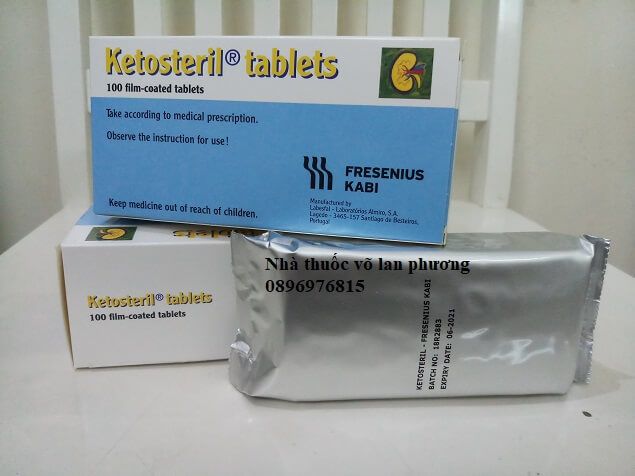 Ketosteril® tablets
100 film-coated tablets
Take according to medical prescription.
Observe the instruction for use!
FRESENIUS
KABI
Manufactured by
Labesfal - Laboratórios Almiro, S.A.
Lagedo - 3465-157 Santiago de Besteiros,
Portugal
Keep medicine out of reach of children.
Ketosteril® tablets
100 film-coated tablets
Nhà thuốc võ lan phương
0896976815
KETOSTERIL - FRESENIUS KABI
BATCH NO: 18R2883
EXPIRY DATE: 06-2021